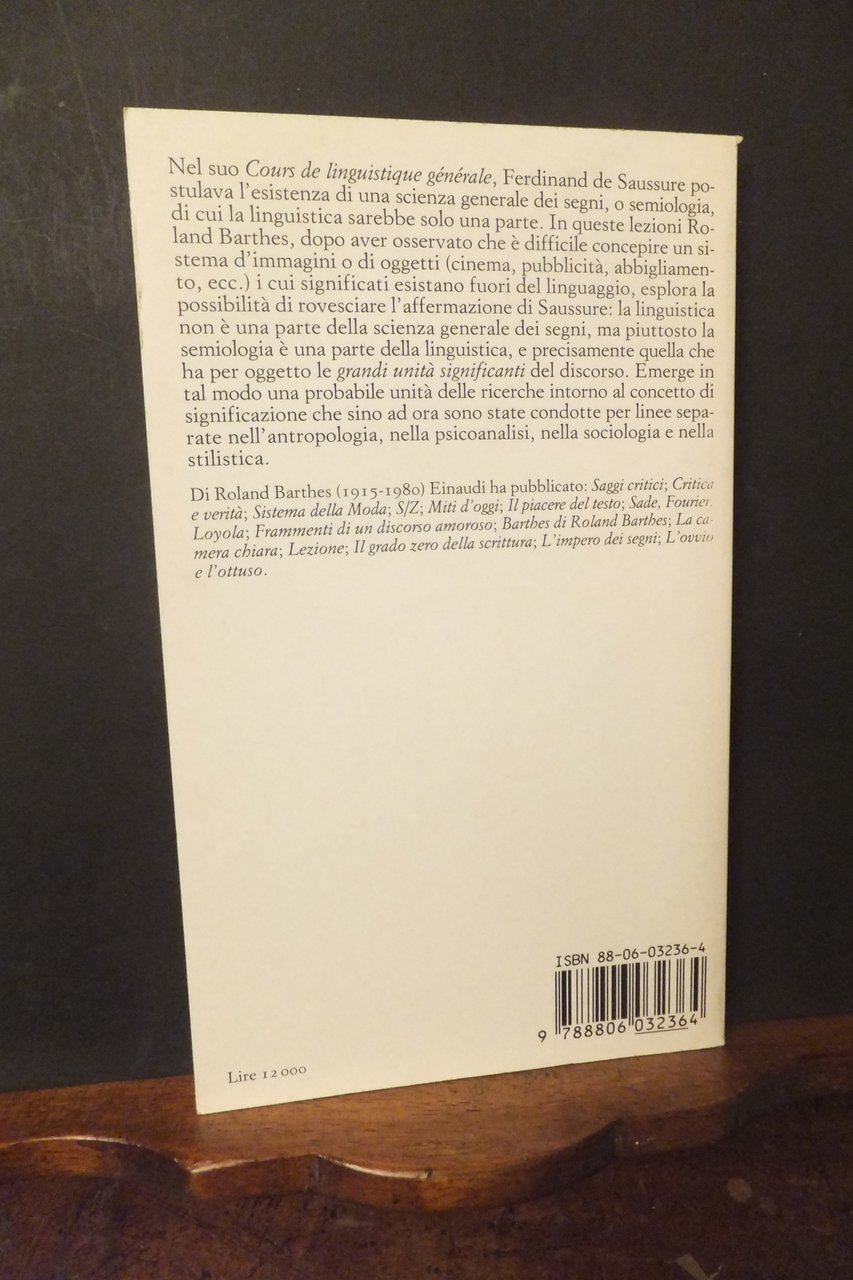 Nel suo Cours de linguistique générale, Ferdinand de Saussure po-
stulava l'esistenza di una scienza generale dei segni, o semiologia,
di cui la linguistica sarebbe solo una parte. In queste lezioni Ro-
land Barthes, dopo aver osservato che è difficile concepire un si-
stema d'immagini o di oggetti (cinema, pubblicità, abbigliamen-
to, ecc.) i cui significati esistano fuori del linguaggio, esplora la
possibilità di rovesciare l'affermazione di Saussure: la linguistica
non è una parte della scienza generale dei segni, ma piuttosto la
semiologia è una parte della linguistica, e precisamente quella che
ha per oggetto le grandi unità significanti del discorso. Emerge in
tal modo una probabile unità delle ricerche intorno al concetto di
significazione che sino ad ora sono state condotte per linee sepa-
rate nell'antropologia, nella psicoanalisi, nella sociologia e nella
stilistica.
Di Roland Barthes (1915-1980) Einaudi ha pubblicato: Saggi critici; Critica
e verità; Sistema della Moda; S/Z; Miti d'oggi; Il piacere del testo; Sade, Fourier,
Loyola; Frammenti di un discorso amoroso; Barthes di Roland Barthes; La ca-
mera chiara; Lezione; Il grado zero della scrittura; L'impero dei segni; L'ovvio
e l'ottuso.
ISBN 88-06-03236-4
9 788806 032364
Lire 12 000